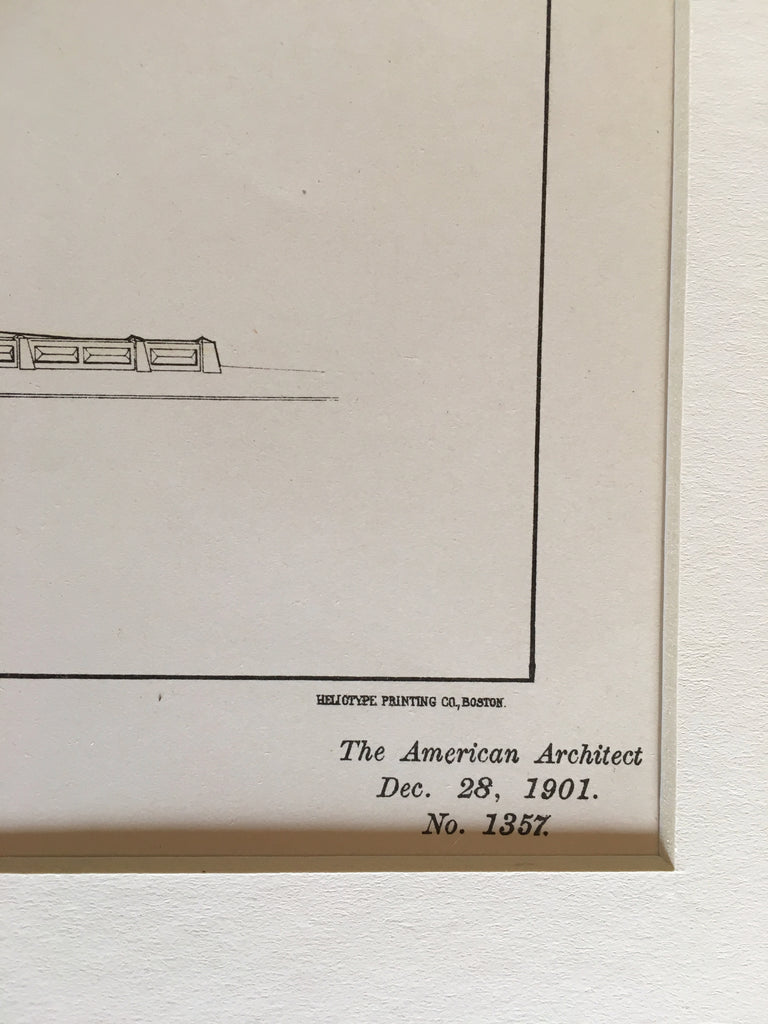 HELIOTYPE PRINTING CO., BOSTON.
The American Architect
Dec. 28, 1901.
No. 1357.